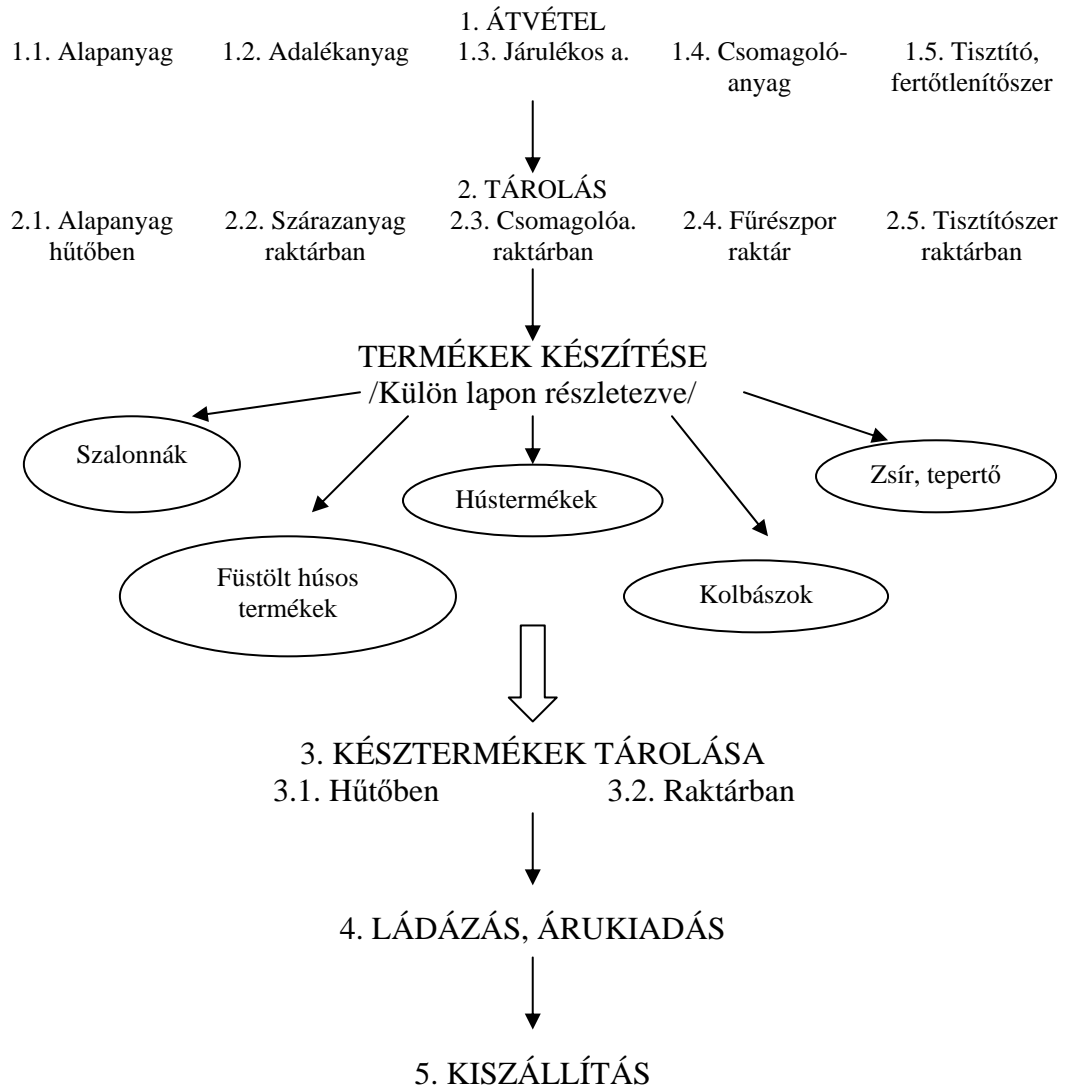 1. ÁTVÉTEL
1.1. Alapanyag 1.2. Adalékanyag 1.3. Járulékos a. 1.4. Csomagoló- 1.5. Tisztító,
anyag fertőtlenítőszer
2. TÁROLÁS
2.1. Alapanyag 2.2. Szárazanyag 2.3. Csomagolóa. 2.4. Fűrészpor 2.5. Tisztítószer
hűtőben raktárban raktárban raktár raktárban
TERMÉKEK KÉSZÍTÉSE
/Külön lapon részletezve/
Szalonnák
Zsír, tepertő
Hústermékek
Füstölt húsos
termékek
Kolbászok
3. KÉSZTERMÉKEK TÁROLÁSA
3.1. Hűtőben 3.2. Raktárban
4. LÁDÁZÁS, ÁRUKIADÁS
5. KISZÁLLÍTÁS